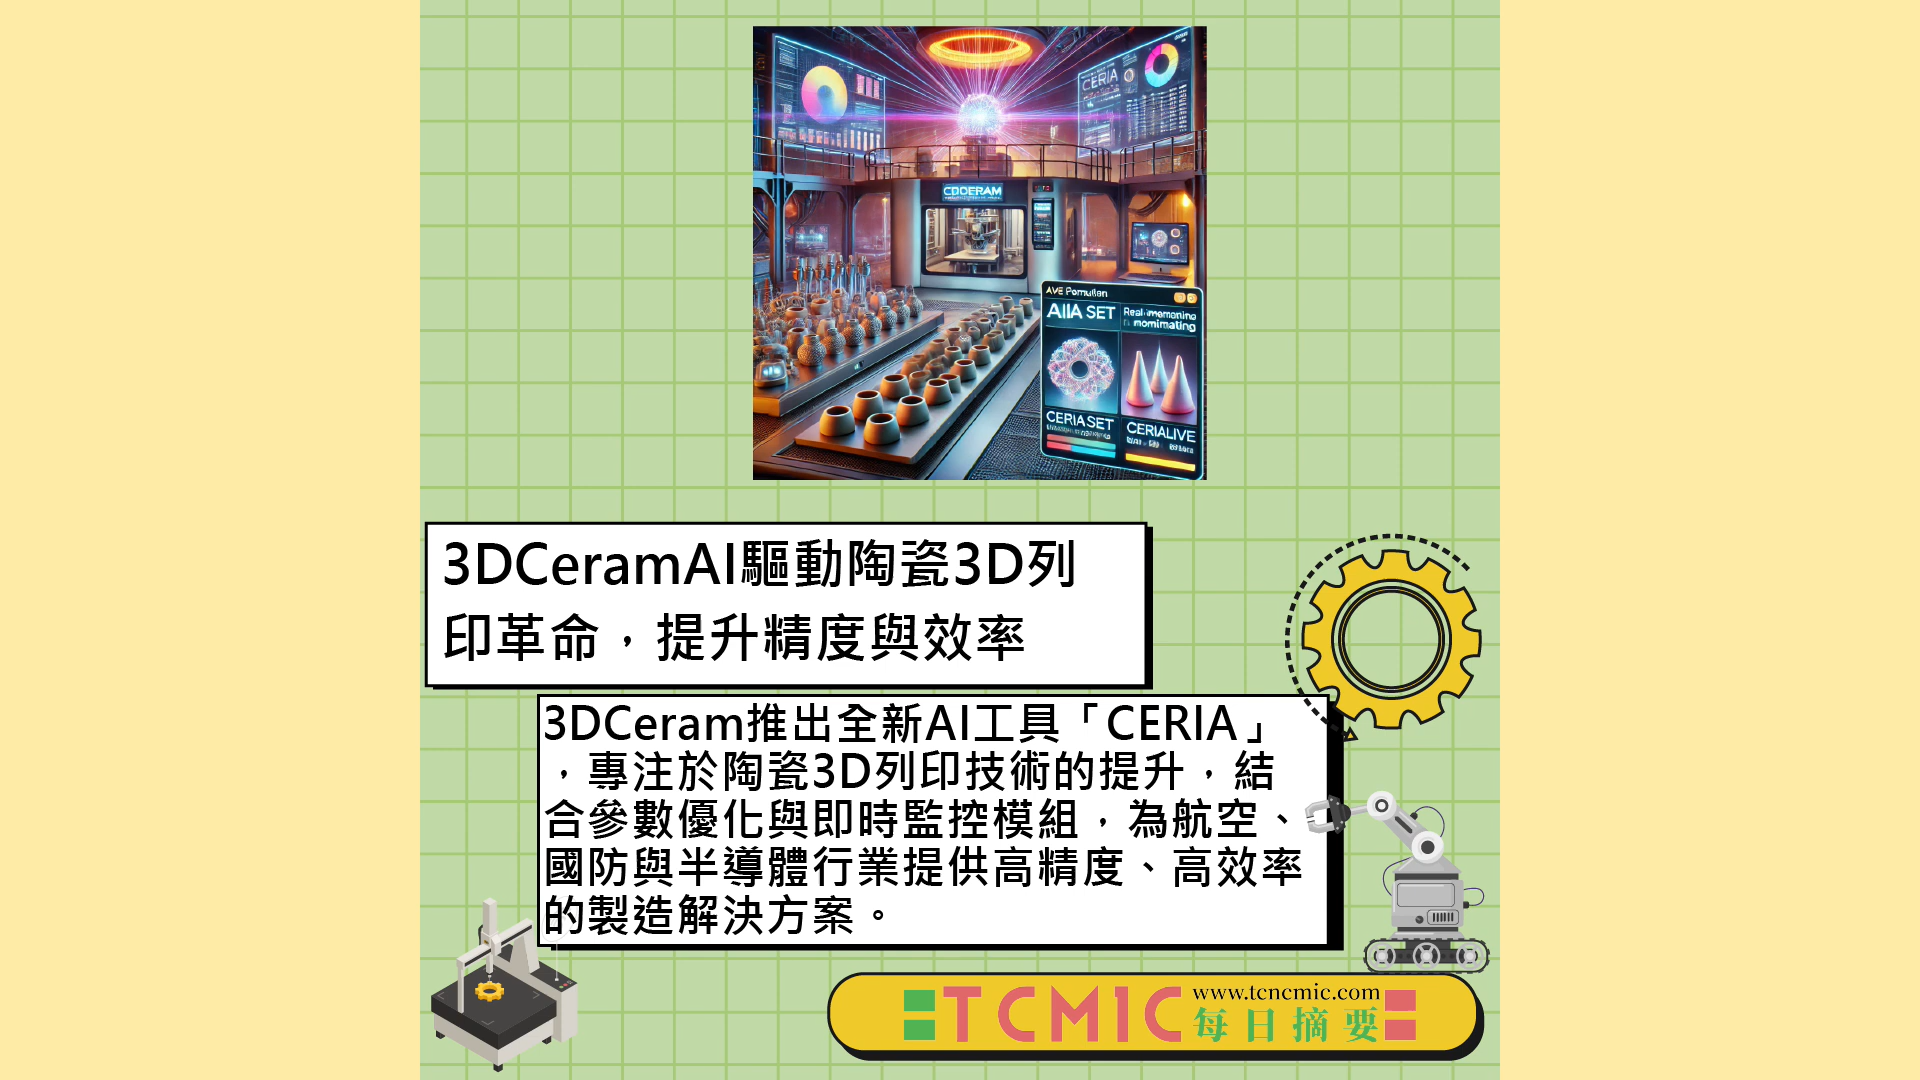 CERIA
CDCERAM
AVE Pomullen
AIIA SET
CERIA SET
CERIALIVE
3DCeramAI驅動陶瓷3D列
印革命，提升精度與效率
3DCeram推出全新AI工具「CERIA」
，專注於陶瓷3D列印技術的提升，結
合參數優化與即時監控模組，為航空、
國防與半導體行業提供高精度、高效率
的製造解決方案。
TCMIC
www.tcncmic.com
每日摘要